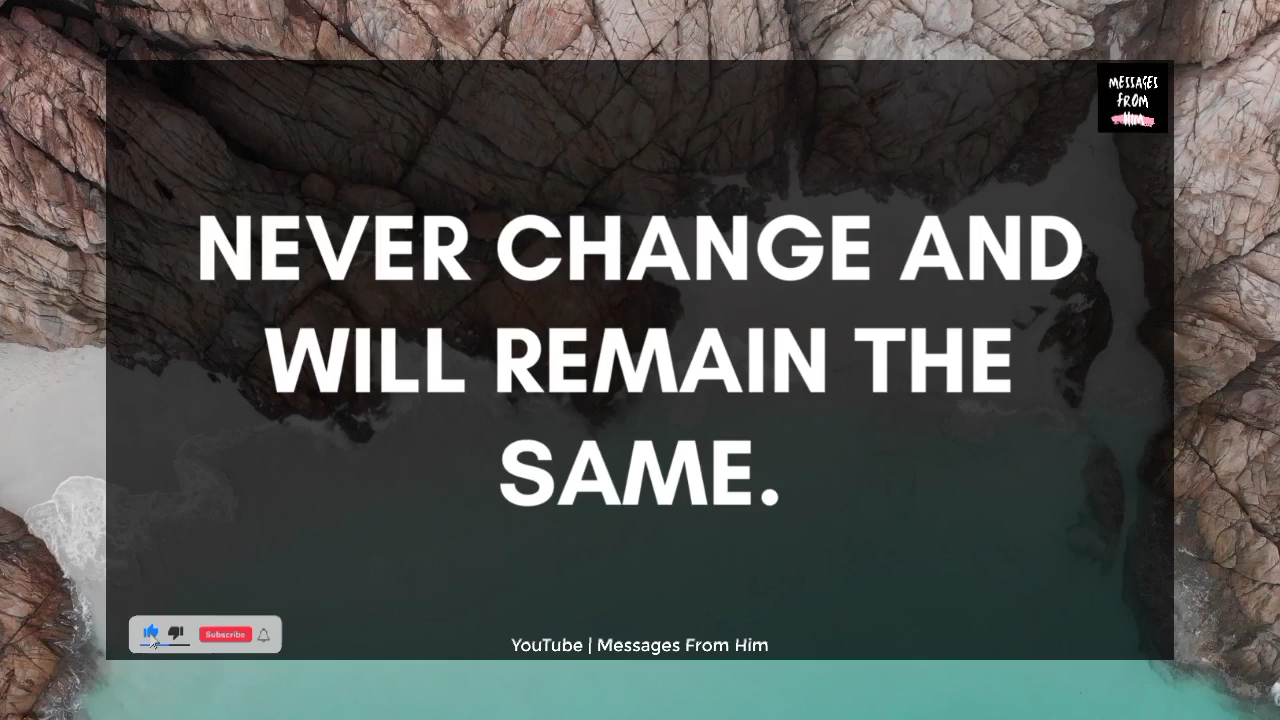 MESSAGES
FROM
HIM
NEVER CHANGE AND
WILL REMAIN THE
SAME.
Subscribe
YouTube | Messages From Him